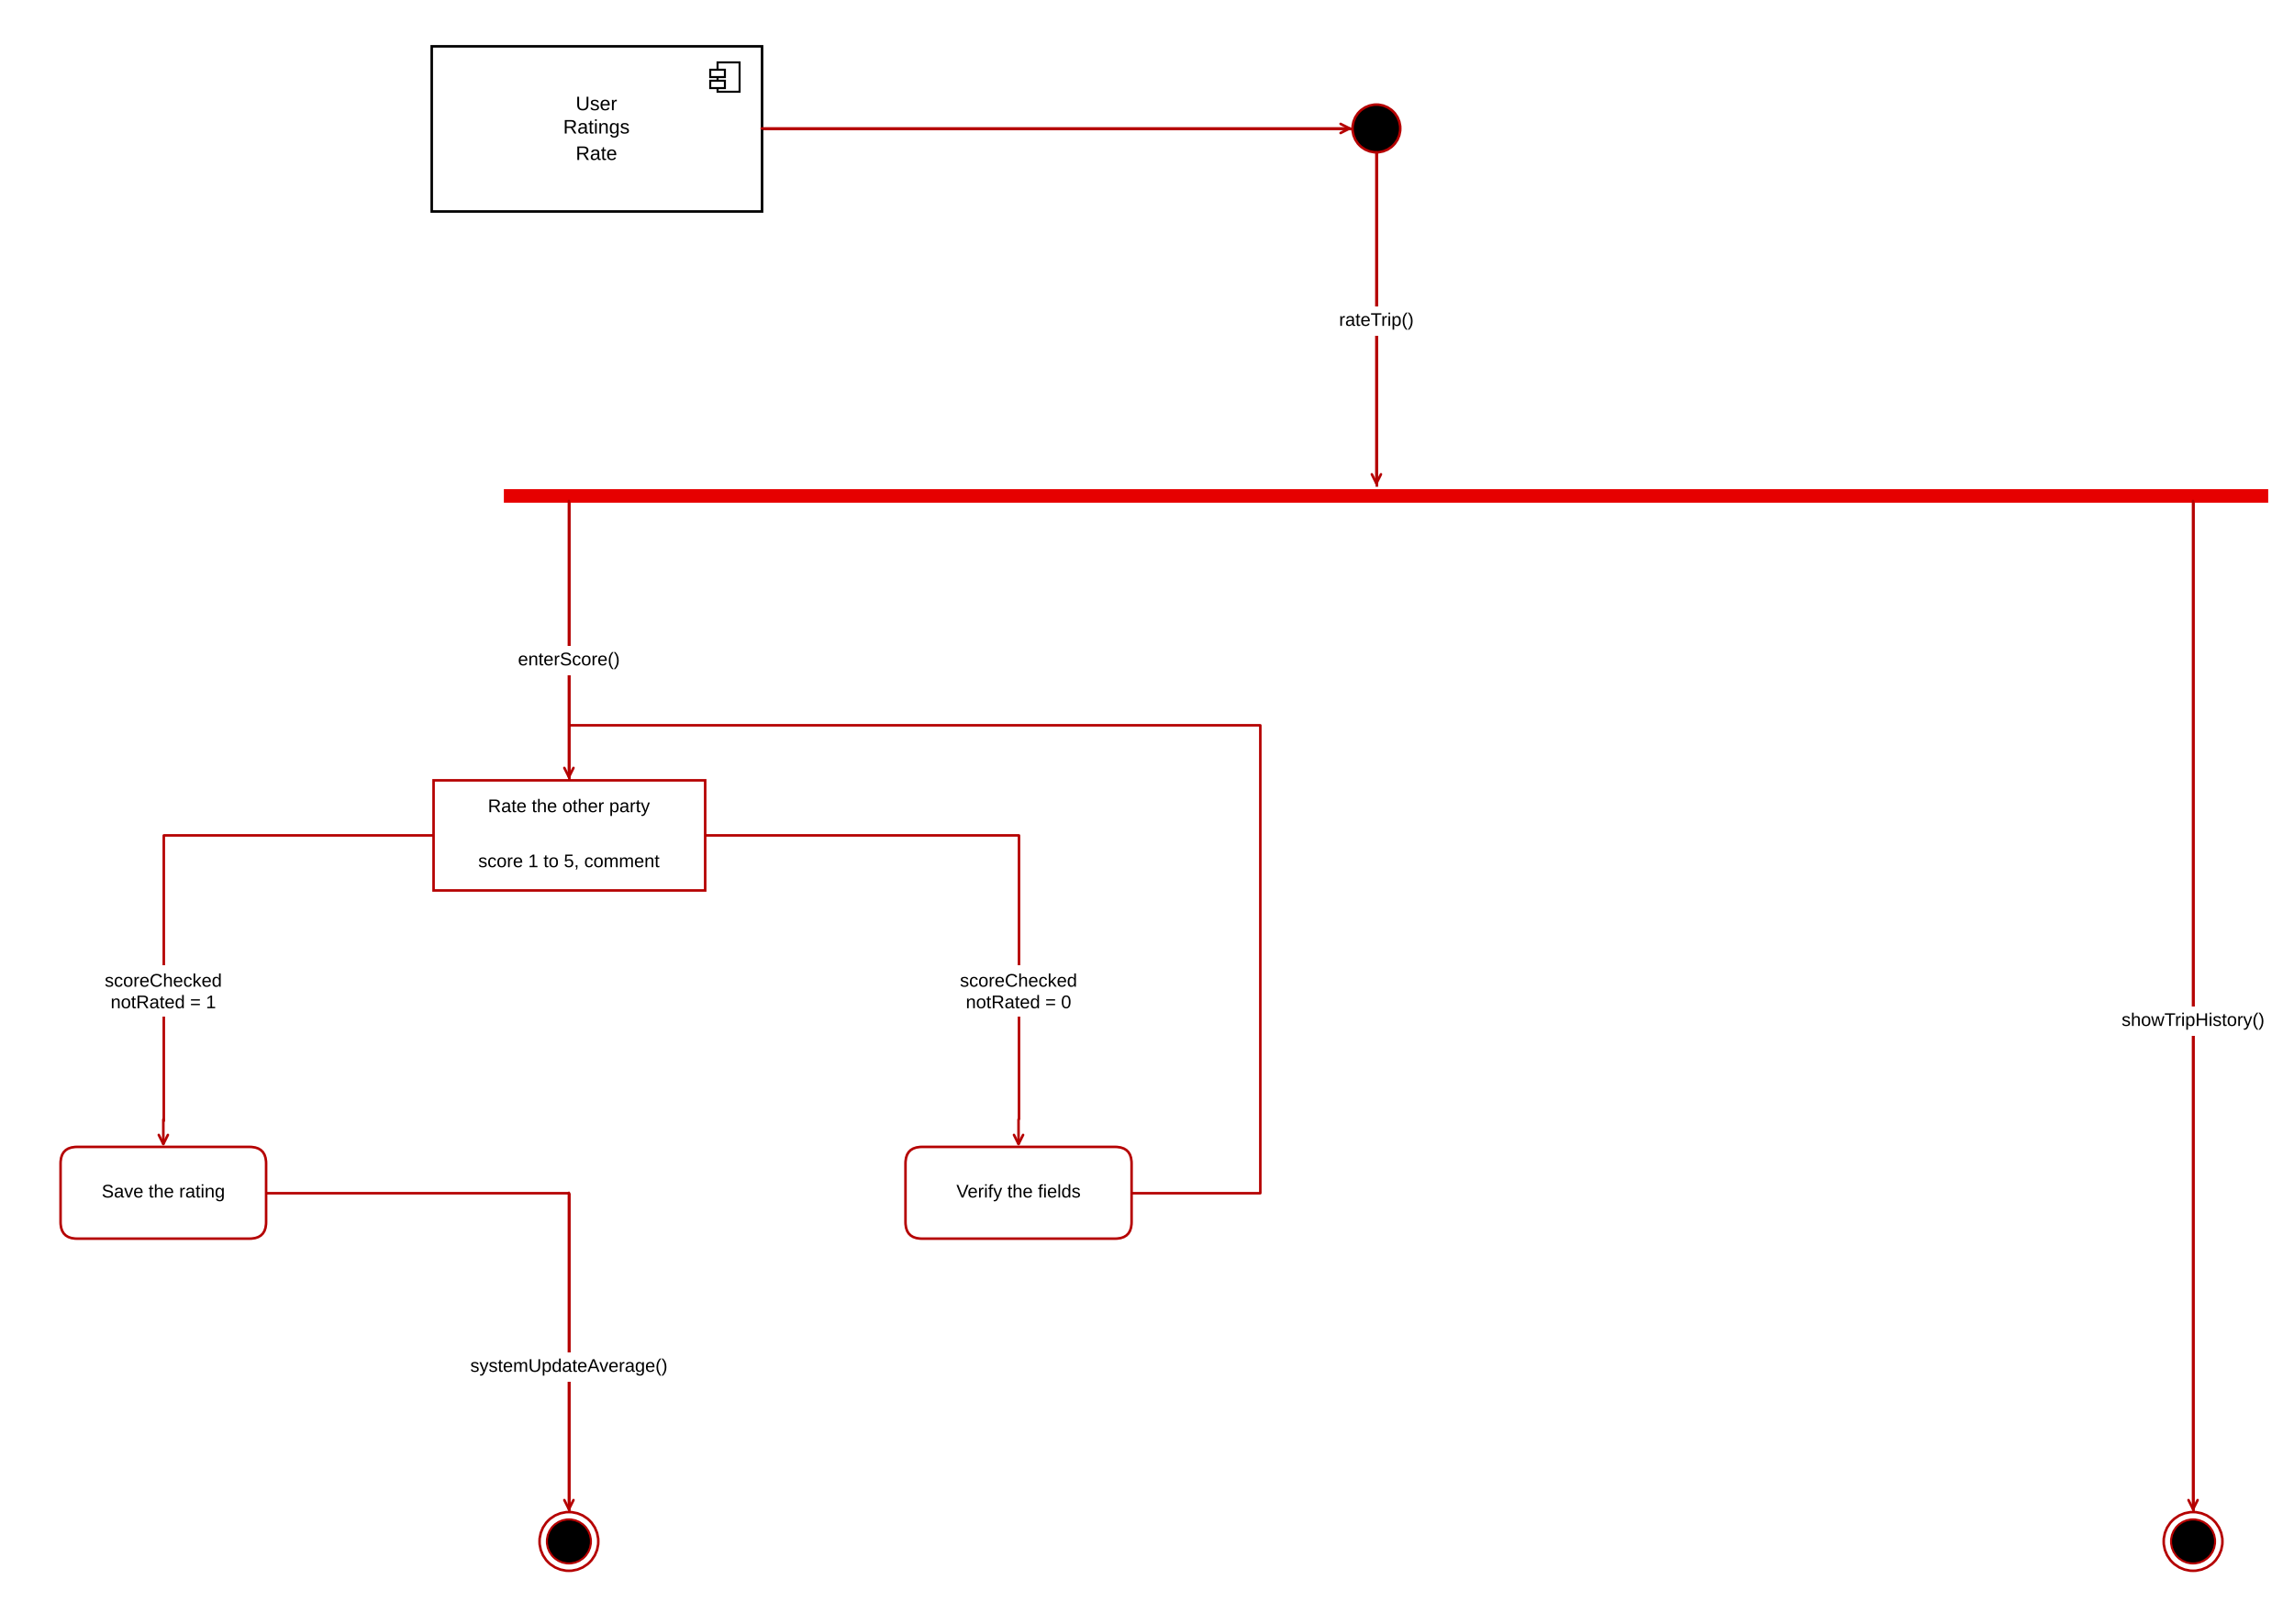 User
Ratings
Rate
rateTrip()
enterScore()
Rate the other party
score 1 to 5, comment
scoreChecked
notRated = 1
scoreChecked
notRated = 0
showTripHistory()
Save the rating
Verify the fields
systemUpdateAverage()